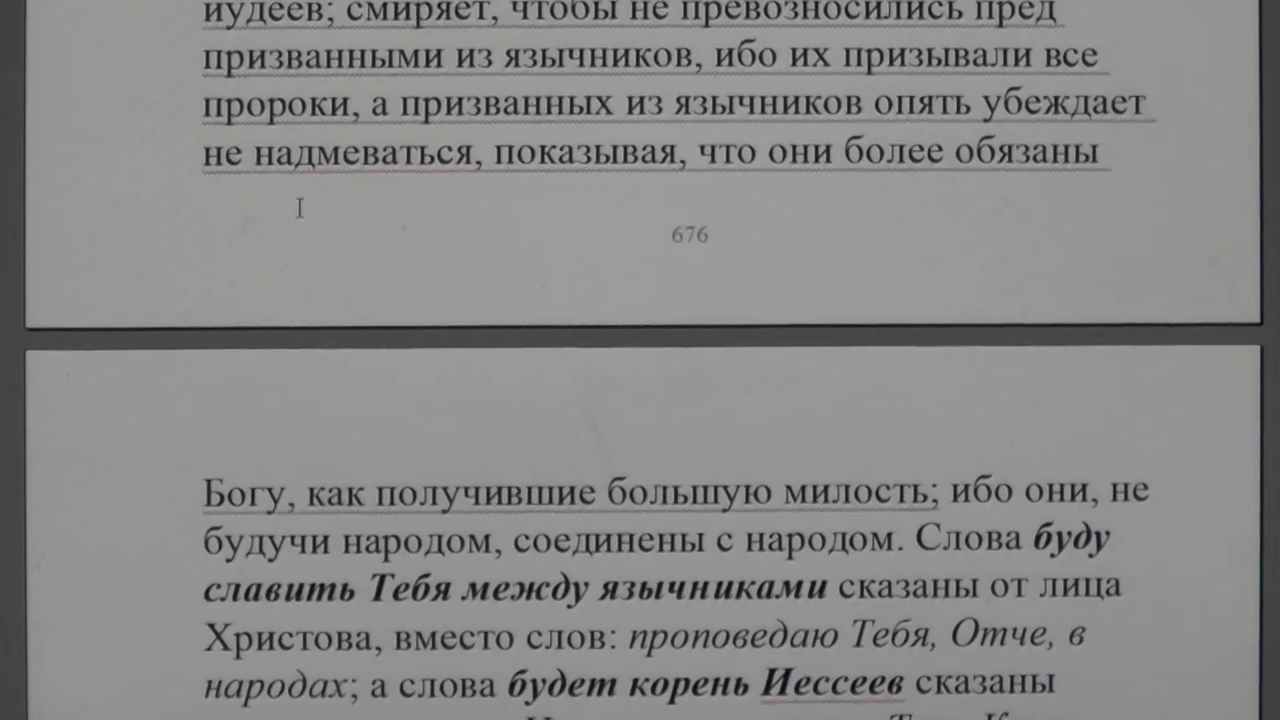 иудеев; смиряет, чтобы не превозносились пред
призванными из язычников, ибо их призывали все
пророки, а призванных из язычников опять убеждает
не надмеваться, показывая, что они более обязаны
676
Богу, как получившие большую милость; ибо они, не
будучи народом, соединены с народом. Слова буду
славить Тебя между язычниками сказаны от лица
Христова, вместо слов: проповедаю Тебя, Отче, в
народах; а слова будет корень Иессеев сказаны